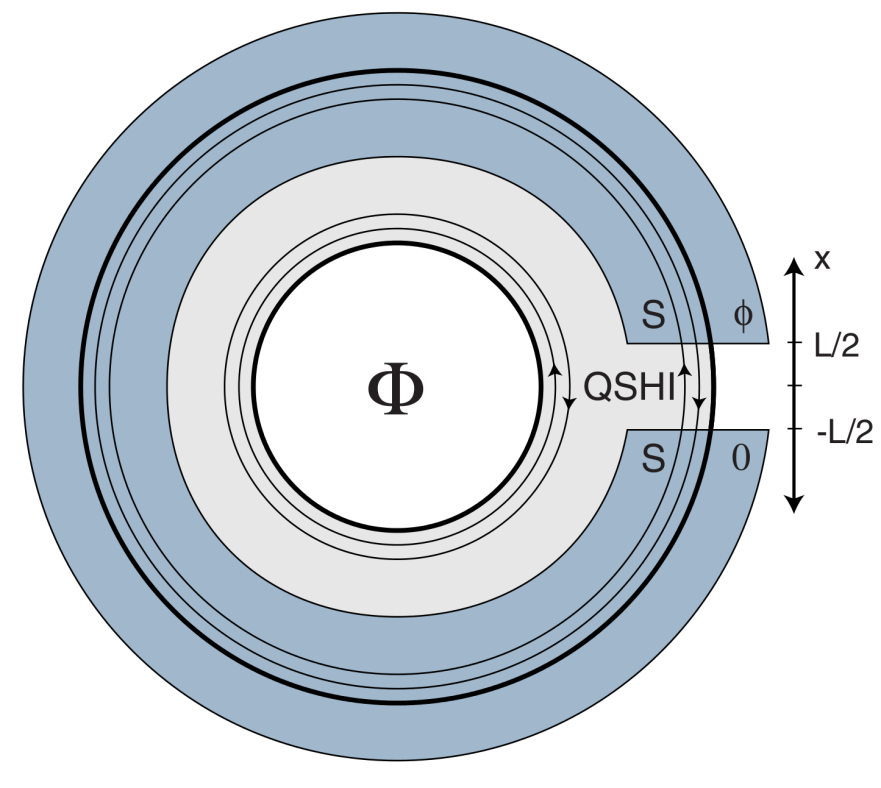 x
S ϕ
L/2
Φ QSHI
-L/2
S 0